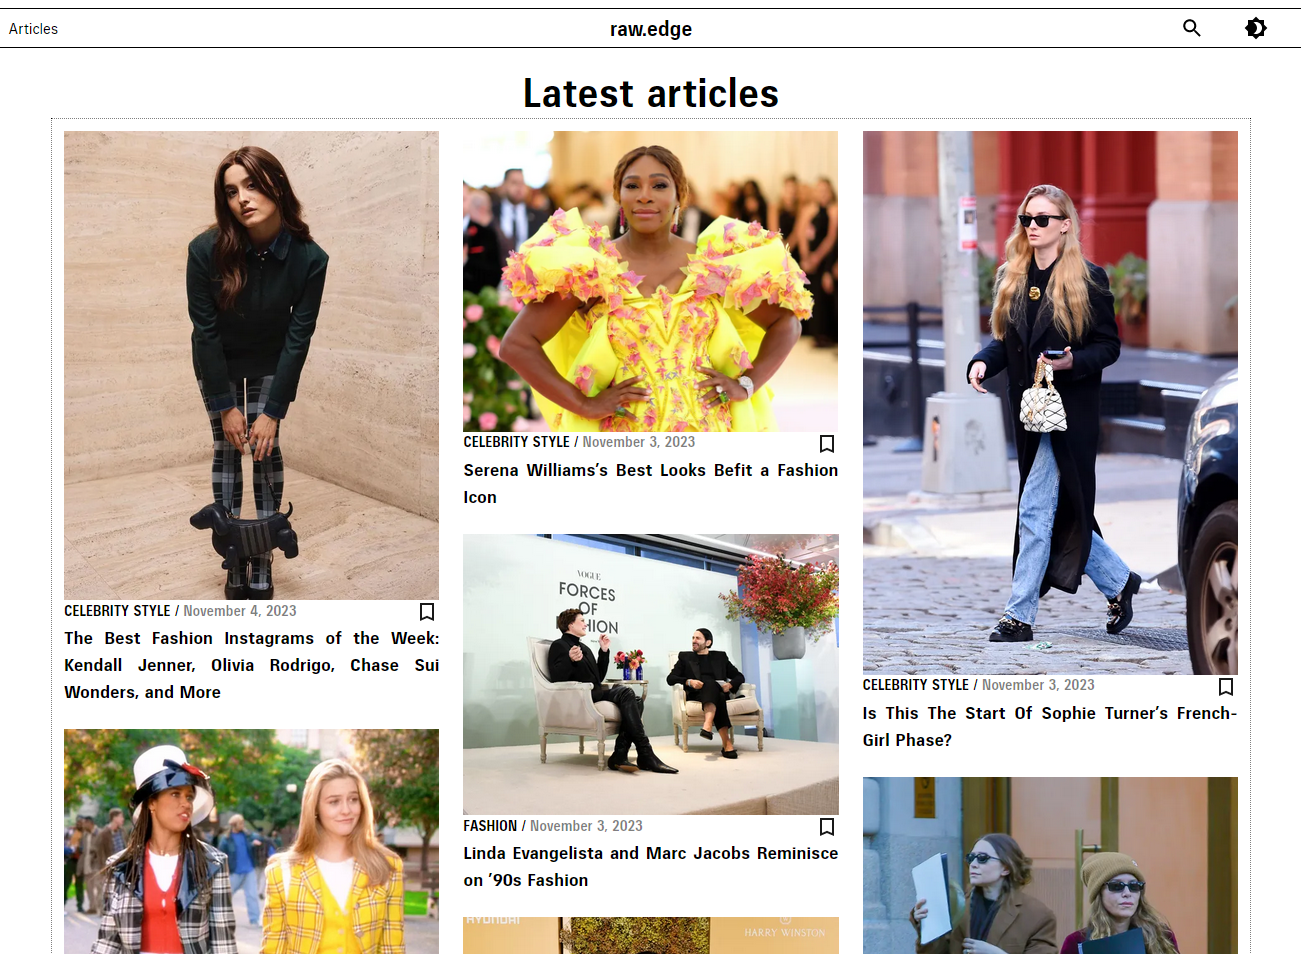 Articles
raw.edge
Latest articles
CELEBRITY STYLE / November 4, 2023
The Best Fashion Instagrams of the Week:
Kendall Jenner, Olivia Rodrigo, Chase Sui
Wonders, and More
CELEBRITY STYLE / November 3, 2023
Serena Williams’s Best Looks Befit a Fashion
Icon
VOGUE
FORCES
OF
HION
FASHION / November 3, 2023
Linda Evangelista and Marc Jacobs Reminisce
on ’90s Fashion
HYUNDAI
HARRY WINSTON
CELEBRITY STYLE / November 3, 2023
Is This The Start Of Sophie Turner’s French-
Girl Phase?